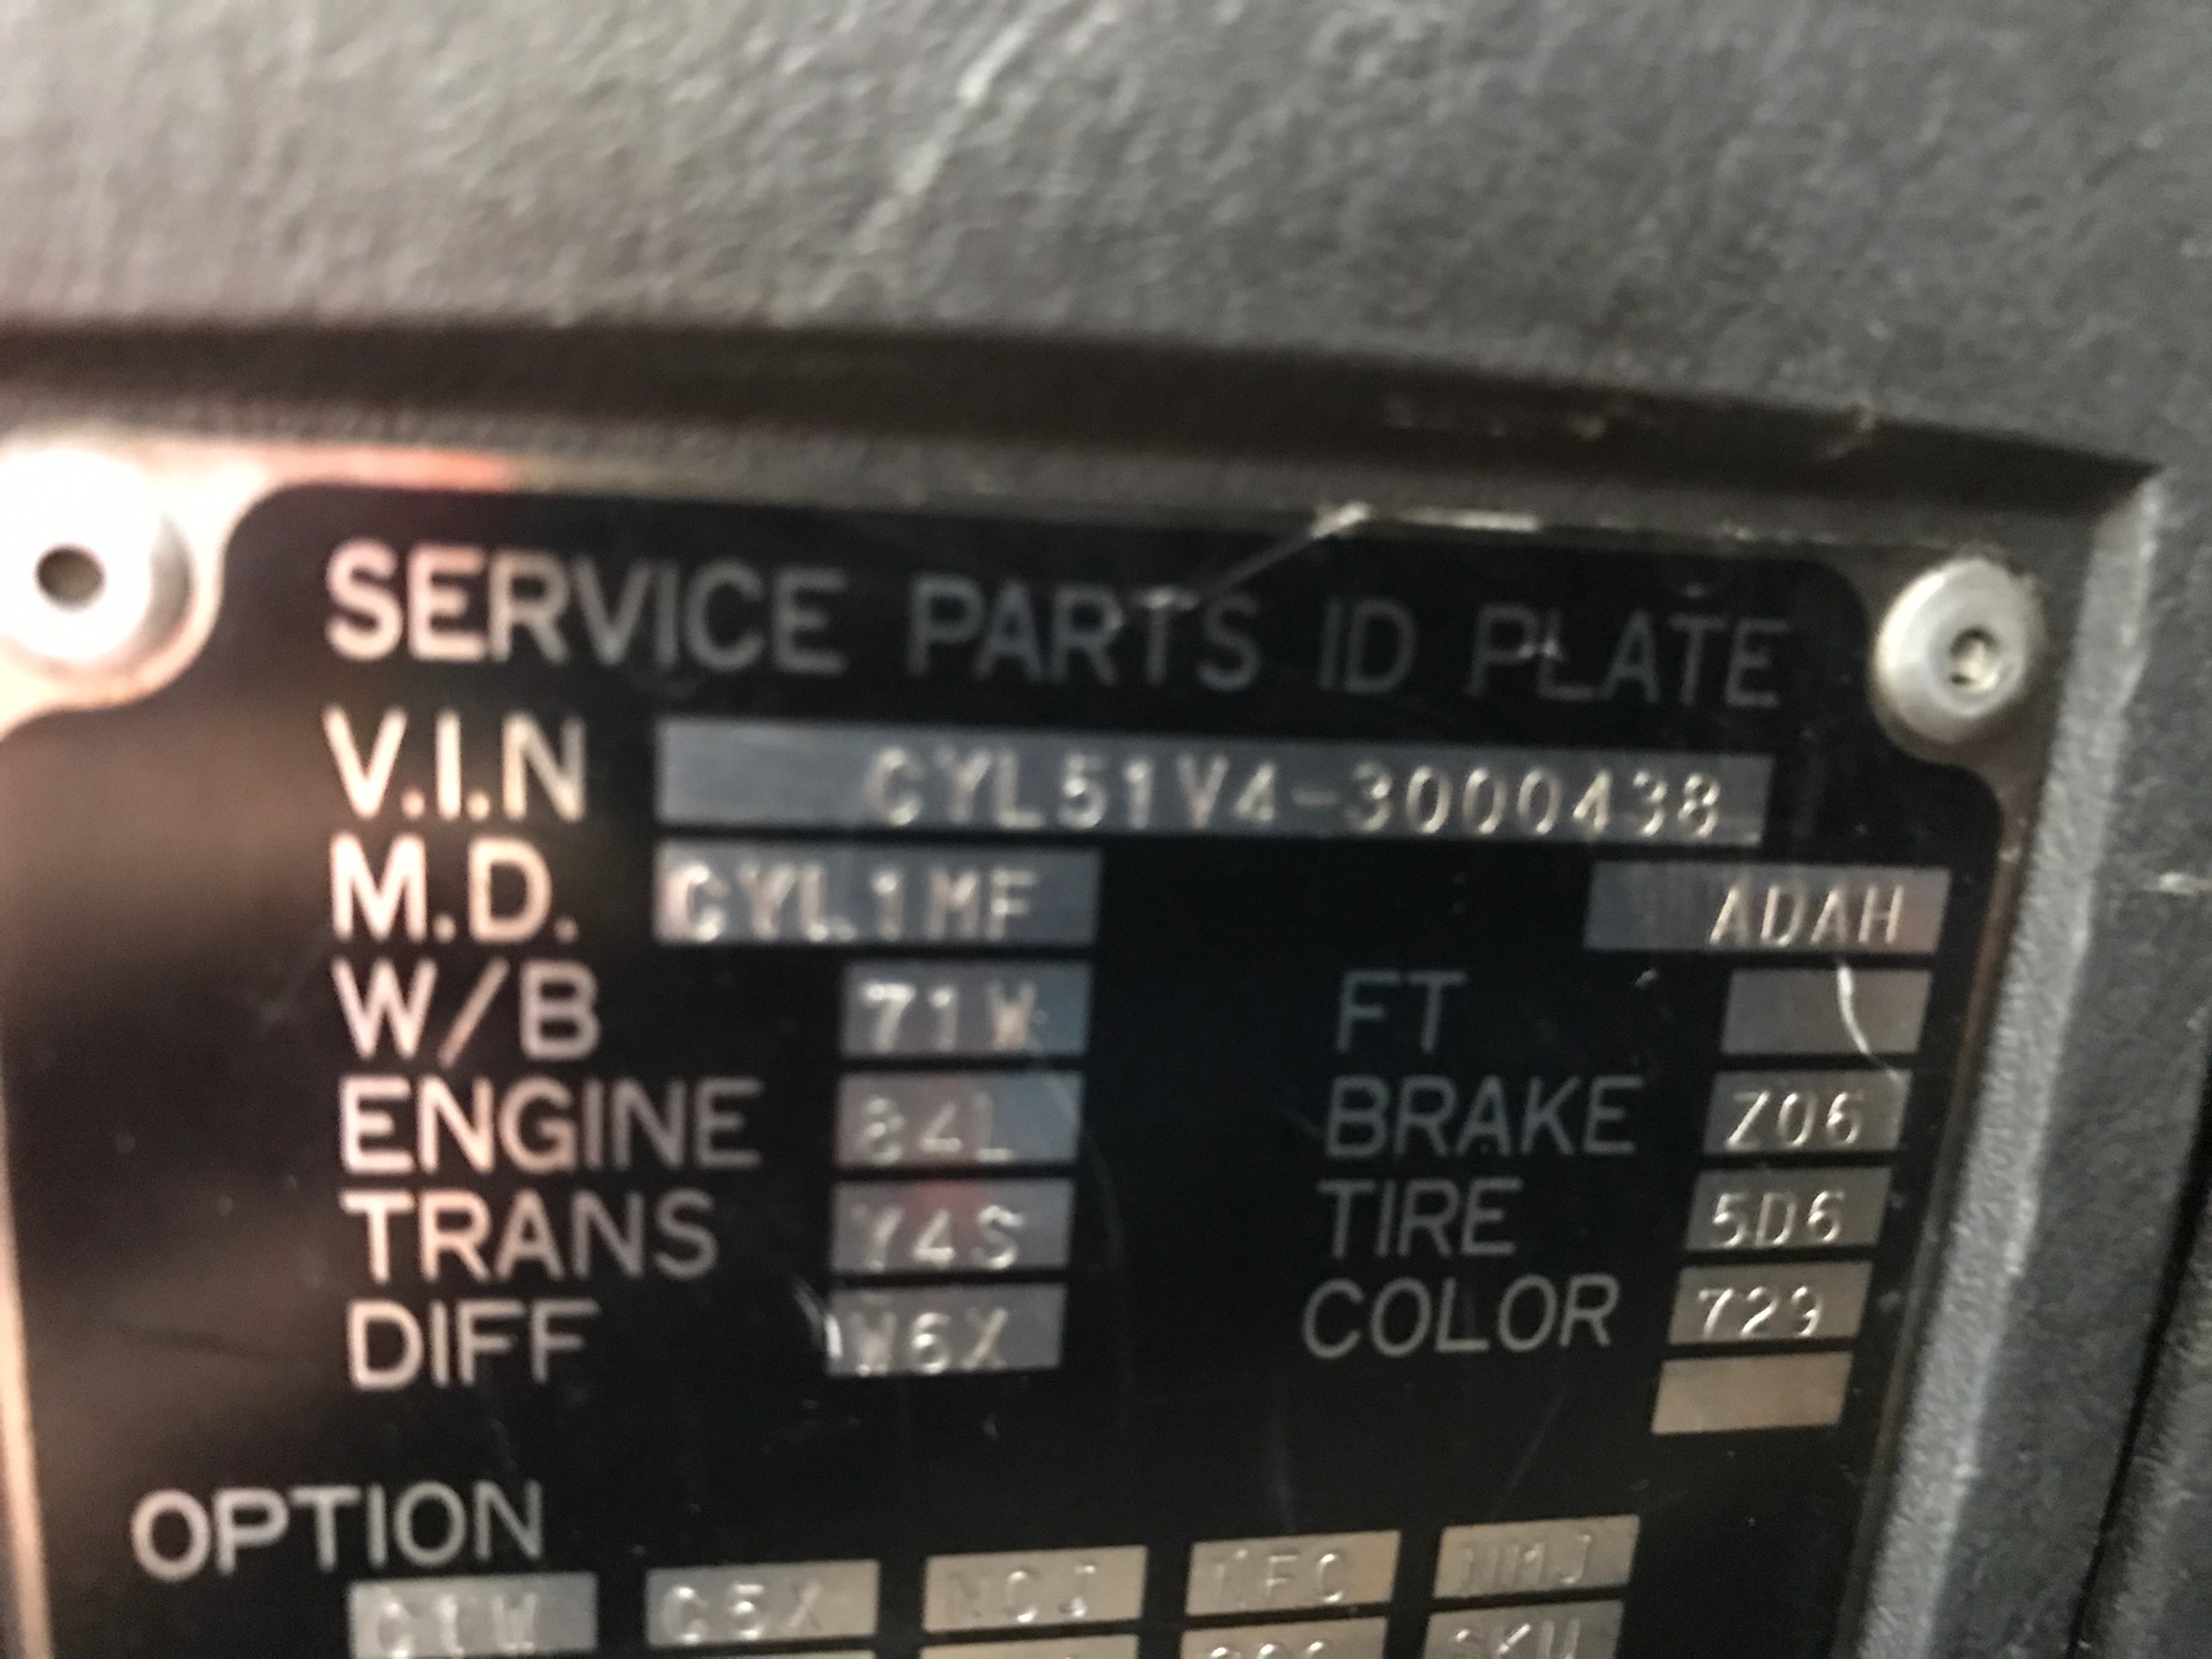 SERVICE PARTS ID PLATE
V.I.N CYL51V4-3000438
M.D. CYL1MF ADAH
W/B 71W FT
ENGINE 84L BRAKE Z06
TRANS Y4S TIRE 5D6
DIFF W6X COLOR 729
OPTION
C1W C5X